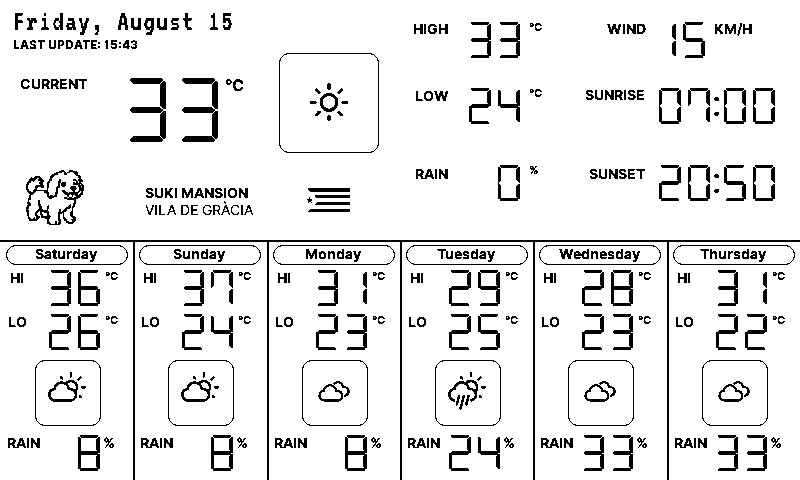 Friday, August 15
LAST UPDATE: 15:43
CURRENT 33 °C
HIGH 33 °C
LOW 24 °C
RAIN 0 %
WIND 15 KM/H
SUNRISE 07:00
SUNSET 20:50
SUKI MANSION
VILA DE GRÀCIA
Saturday
HI 36 °C
LO 26 °C
RAIN 8 %
Sunday
HI 37 °C
LO 24 °C
RAIN 8 %
Monday
HI 31 °C
LO 23 °C
RAIN 8 %
Tuesday
HI 29 °C
LO 25 °C
RAIN 24 %
Wednesday
HI 28 °C
LO 23 °C
RAIN 33 %
Thursday
HI 31 °C
LO 22 °C
RAIN 33 %